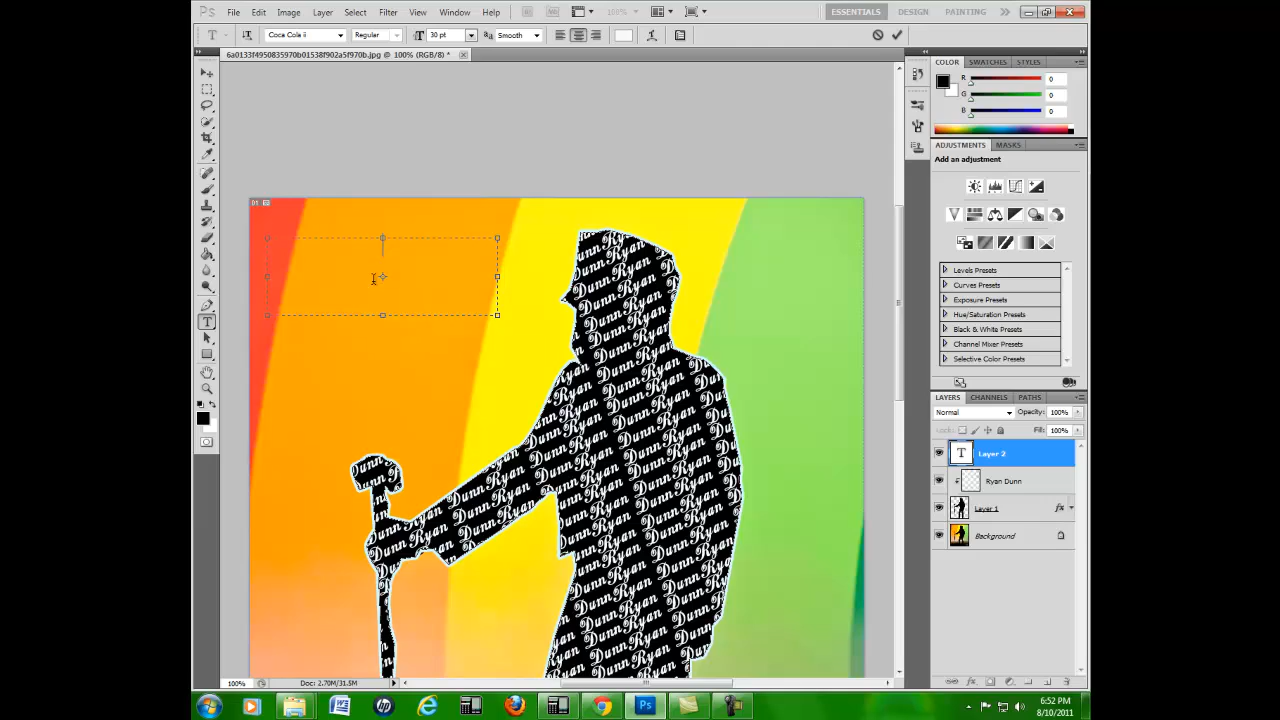 Ps File Edit Image Layer Select Filter View Window Help 100% ESSENTIALS DESIGN PAINTING
T Coca Cola ii Regular 30 pt Smooth
6a0133f4950835970b01538f902a5f970b.jpg @ 100% (RGB/8) *
COLOR SWATCHES STYLES
R 0
G 0
B 0
ADJUSTMENTS MASKS
Add an adjustment
Levels Presets
Curves Presets
Exposure Presets
Hue/Saturation Presets
Black & White Presets
Channel Mixer Presets
Selective Color Presets
LAYERS CHANNELS PATHS
Normal Opacity: 100%
Lock: Fill: 100%
T Layer 2
Ryan Dunn
Layer 1 fx
Background
01
Dunn Ryan
100% Doc: 2.70M/31.5M
6:52 PM
8/10/2011